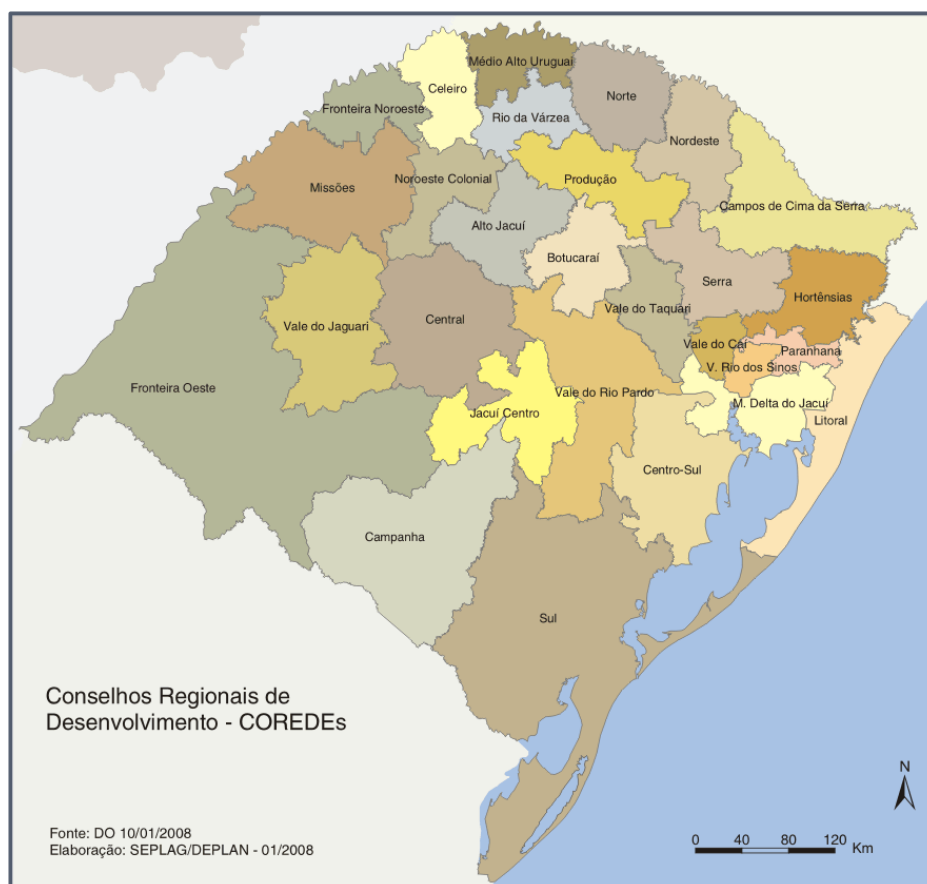 Médio Alto Uruguai
Celeiro
Norte
Fronteira Noroeste
Rio da Várzea
Nordeste
Noroeste Colonial
Produção
Missões
Campos de Cima da Serra
Alto Jacuí
Botucaraí
Serra
Hortênsias
Vale do Taquari
Central
Vale do Jaguari
Vale do Caí
Paranhana
V. Rio dos Sinos
Fronteira Oeste
Vale do Rio Pardo
M. Delta do Jacuí
Jacuí Centro
Litoral
Centro-Sul
Campanha
Sul
Conselhos Regionais de
Desenvolvimento - COREDEs
Fonte: DO 10/01/2008
Elaboração: SEPLAG/DEPLAN - 01/2008
N
0 40 80 120
Km